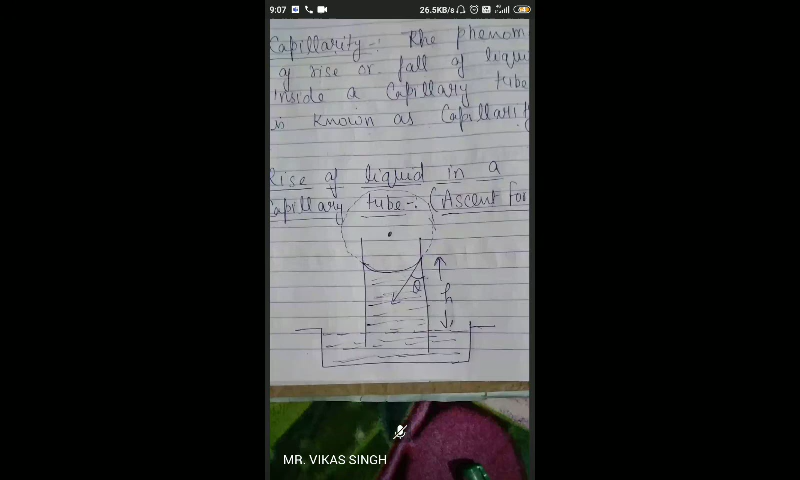 9:07 26.5KB/s
Capillarity :- The phenom
of rise or fall of liqui
inside a Capillary tube
is known as Capillarity
Rise of liquid in a
Capillary tube :- (Ascent For
θ
h
MR. VIKAS SINGH